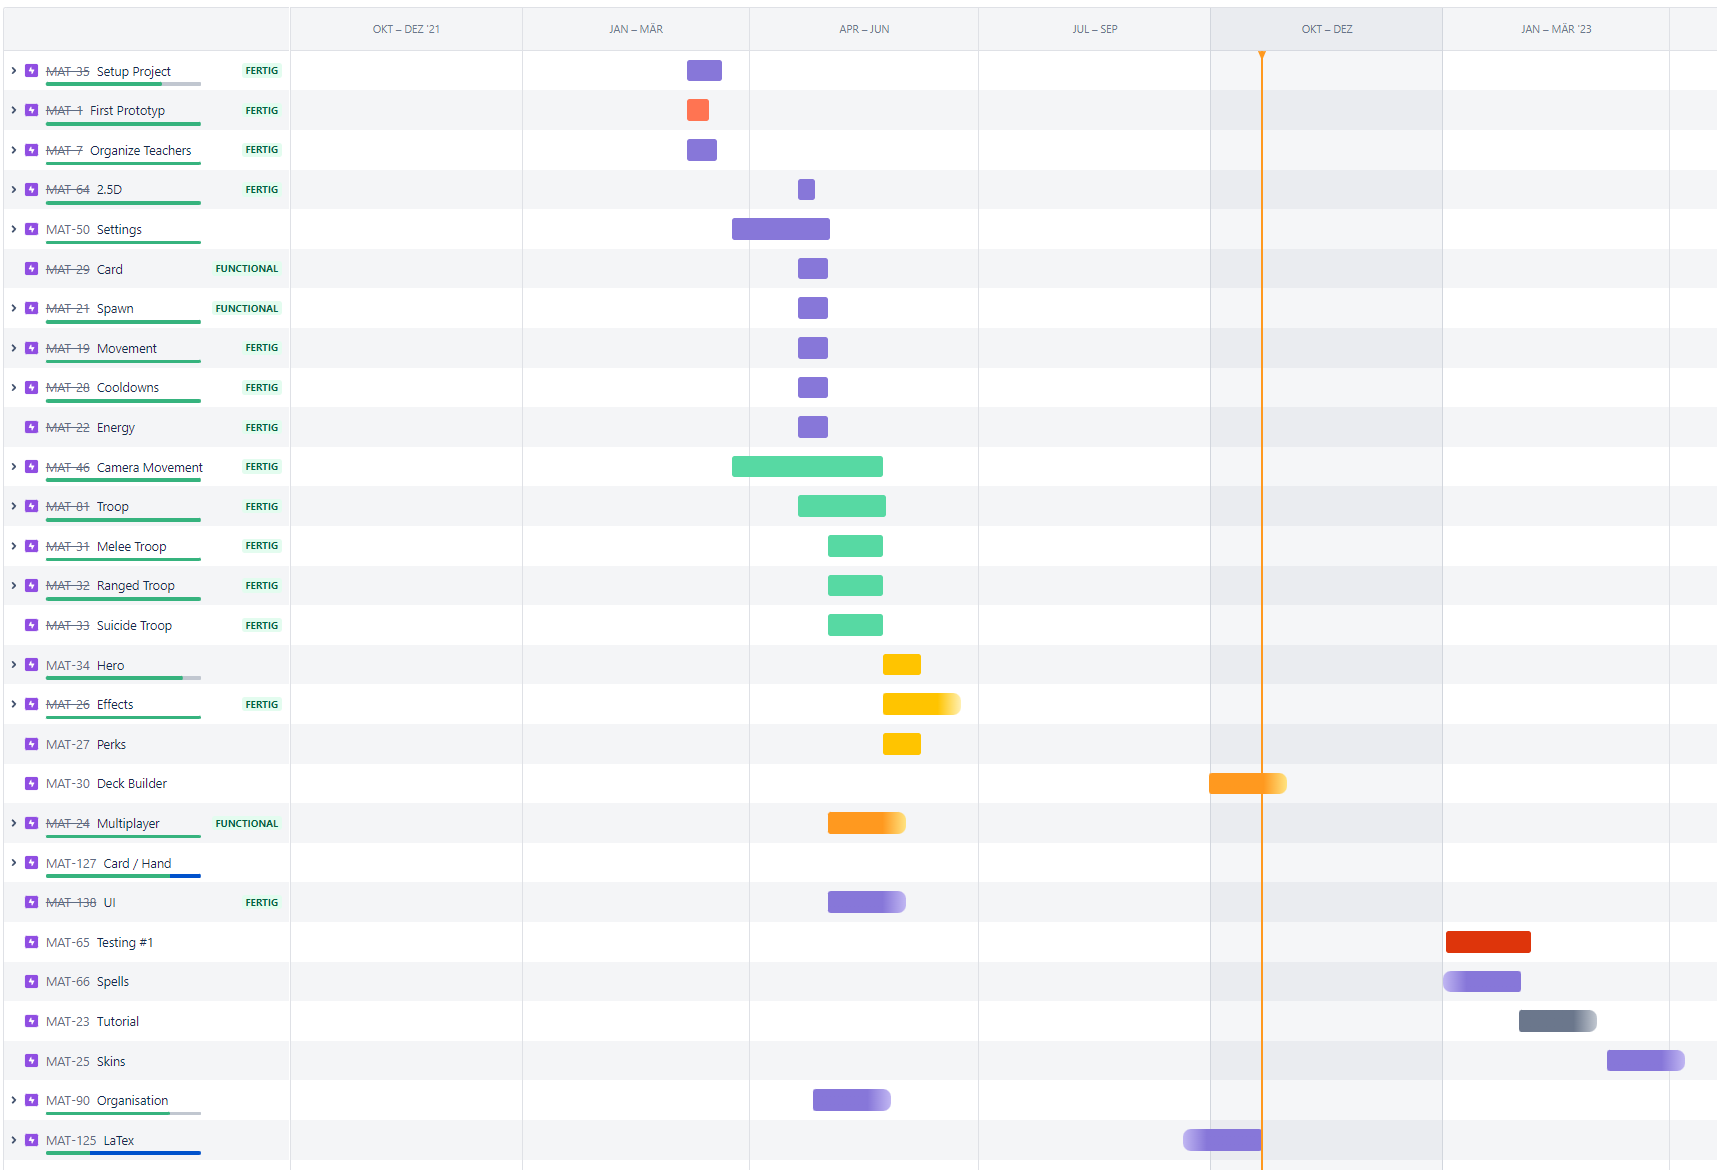 OKT – DEZ '21 JAN – MÄR APR – JUN JUL – SEP OKT – DEZ JAN – MÄR '23
MAT-35 Setup Project FERTIG
MAT-1 First Prototyp FERTIG
MAT-7 Organize Teachers FERTIG
MAT-64 2.5D FERTIG
MAT-50 Settings
MAT-29 Card FUNCTIONAL
MAT-21 Spawn FUNCTIONAL
MAT-19 Movement FERTIG
MAT-28 Cooldowns FERTIG
MAT-22 Energy FERTIG
MAT-46 Camera Movement FERTIG
MAT-81 Troop FERTIG
MAT-31 Melee Troop FERTIG
MAT-32 Ranged Troop FERTIG
MAT-33 Suicide Troop FERTIG
MAT-34 Hero
MAT-26 Effects FERTIG
MAT-27 Perks
MAT-30 Deck Builder
MAT-24 Multiplayer FUNCTIONAL
MAT-127 Card / Hand
MAT-138 UI FERTIG
MAT-65 Testing #1
MAT-66 Spells
MAT-23 Tutorial
MAT-25 Skins
MAT-90 Organisation
MAT-125 LaTex